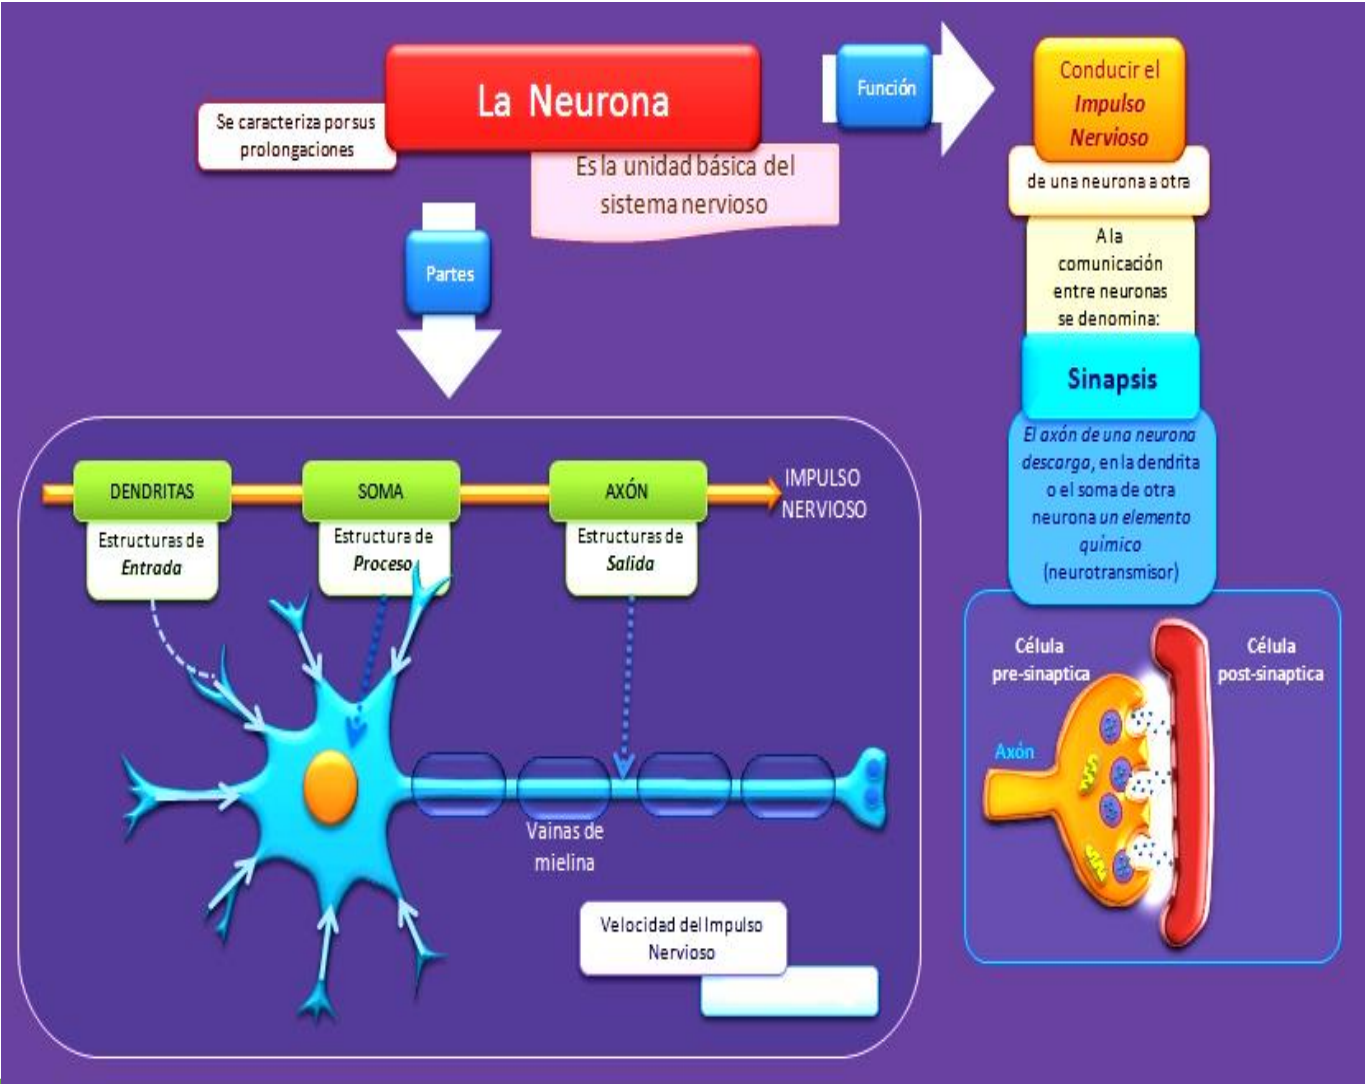 La Neurona
Se caracteriza por sus
prolongaciones
Es la unidad básica del
sistema nervioso
Función
Conducir el
Impulso
Nervioso
de una neurona a otra
A la
comunicación
entre neuronas
se denomina:
Sinapsis
El axón de una neurona
descarga, en la dendrita
o el soma de otra
neurona un elemento
químico
(neurotransmisor)
Célula
pre-sinaptica
Célula
post-sinaptica
Axón
Partes
DENDRITAS
Estructuras de
Entrada
SOMA
Estructura de
Proceso
AXÓN
Estructuras de
Salida
IMPULSO
NERVIOSO
Vainas de
mielina
Velocidad del Impulso
Nervioso